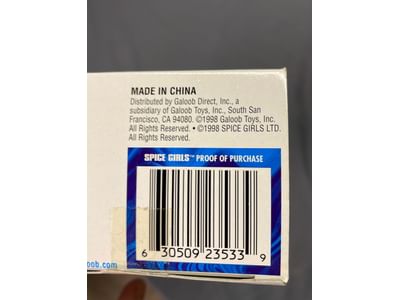 MADE IN CHINA
Distributed by Galoob Direct, Inc., a
subsidiary of Galoob Toys, Inc., South San
Francisco, CA 94080. ©1998 Galoob Toys, Inc.
All Rights Reserved. • ©1998 SPICE GIRLS LTD.
All Rights Reserved.
SPICE GIRLS™ PROOF OF PURCHASE
6 30509 23533 9
oob.com